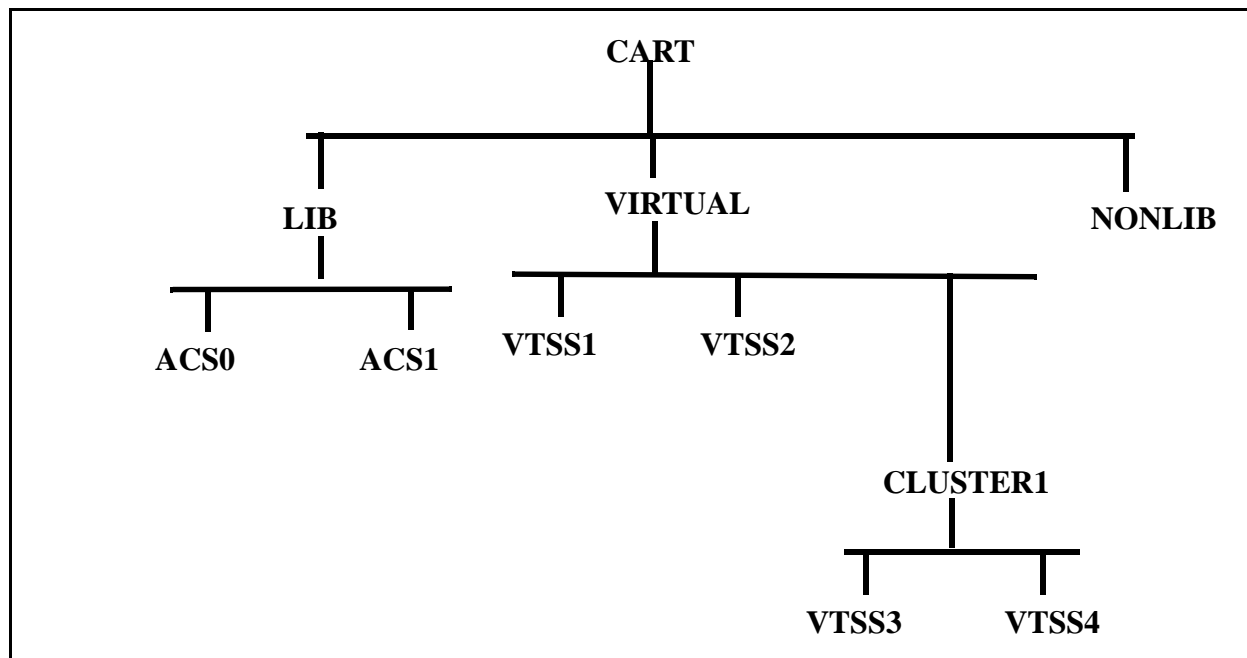 CART
LIB
VIRTUAL
NONLIB
ACS0
ACS1
VTSS1
VTSS2
CLUSTER1
VTSS3
VTSS4